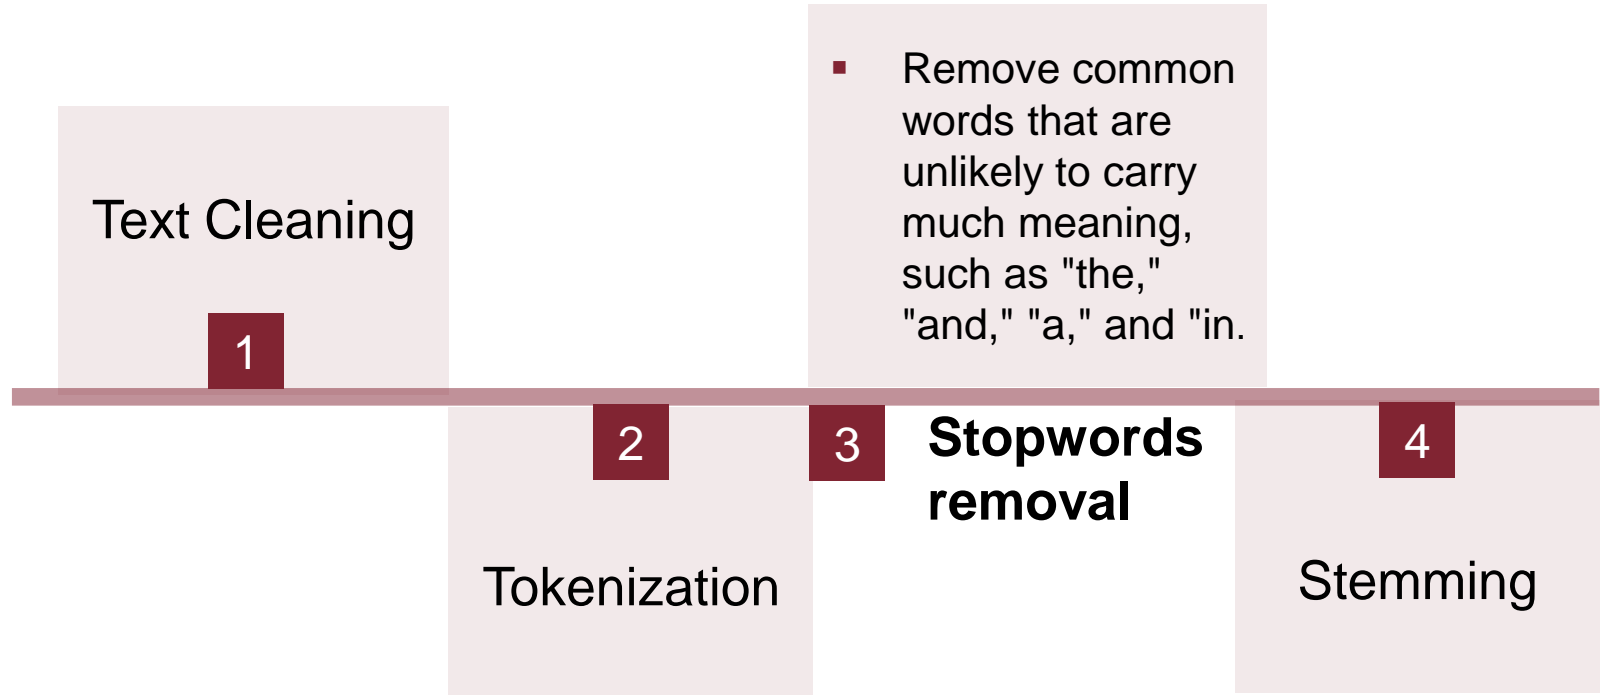 Text Cleaning
1
2
Tokenization
▪ Remove common
words that are
unlikely to carry
much meaning,
such as "the,"
"and," "a," and "in.
3
Stopwords
removal
4
Stemming